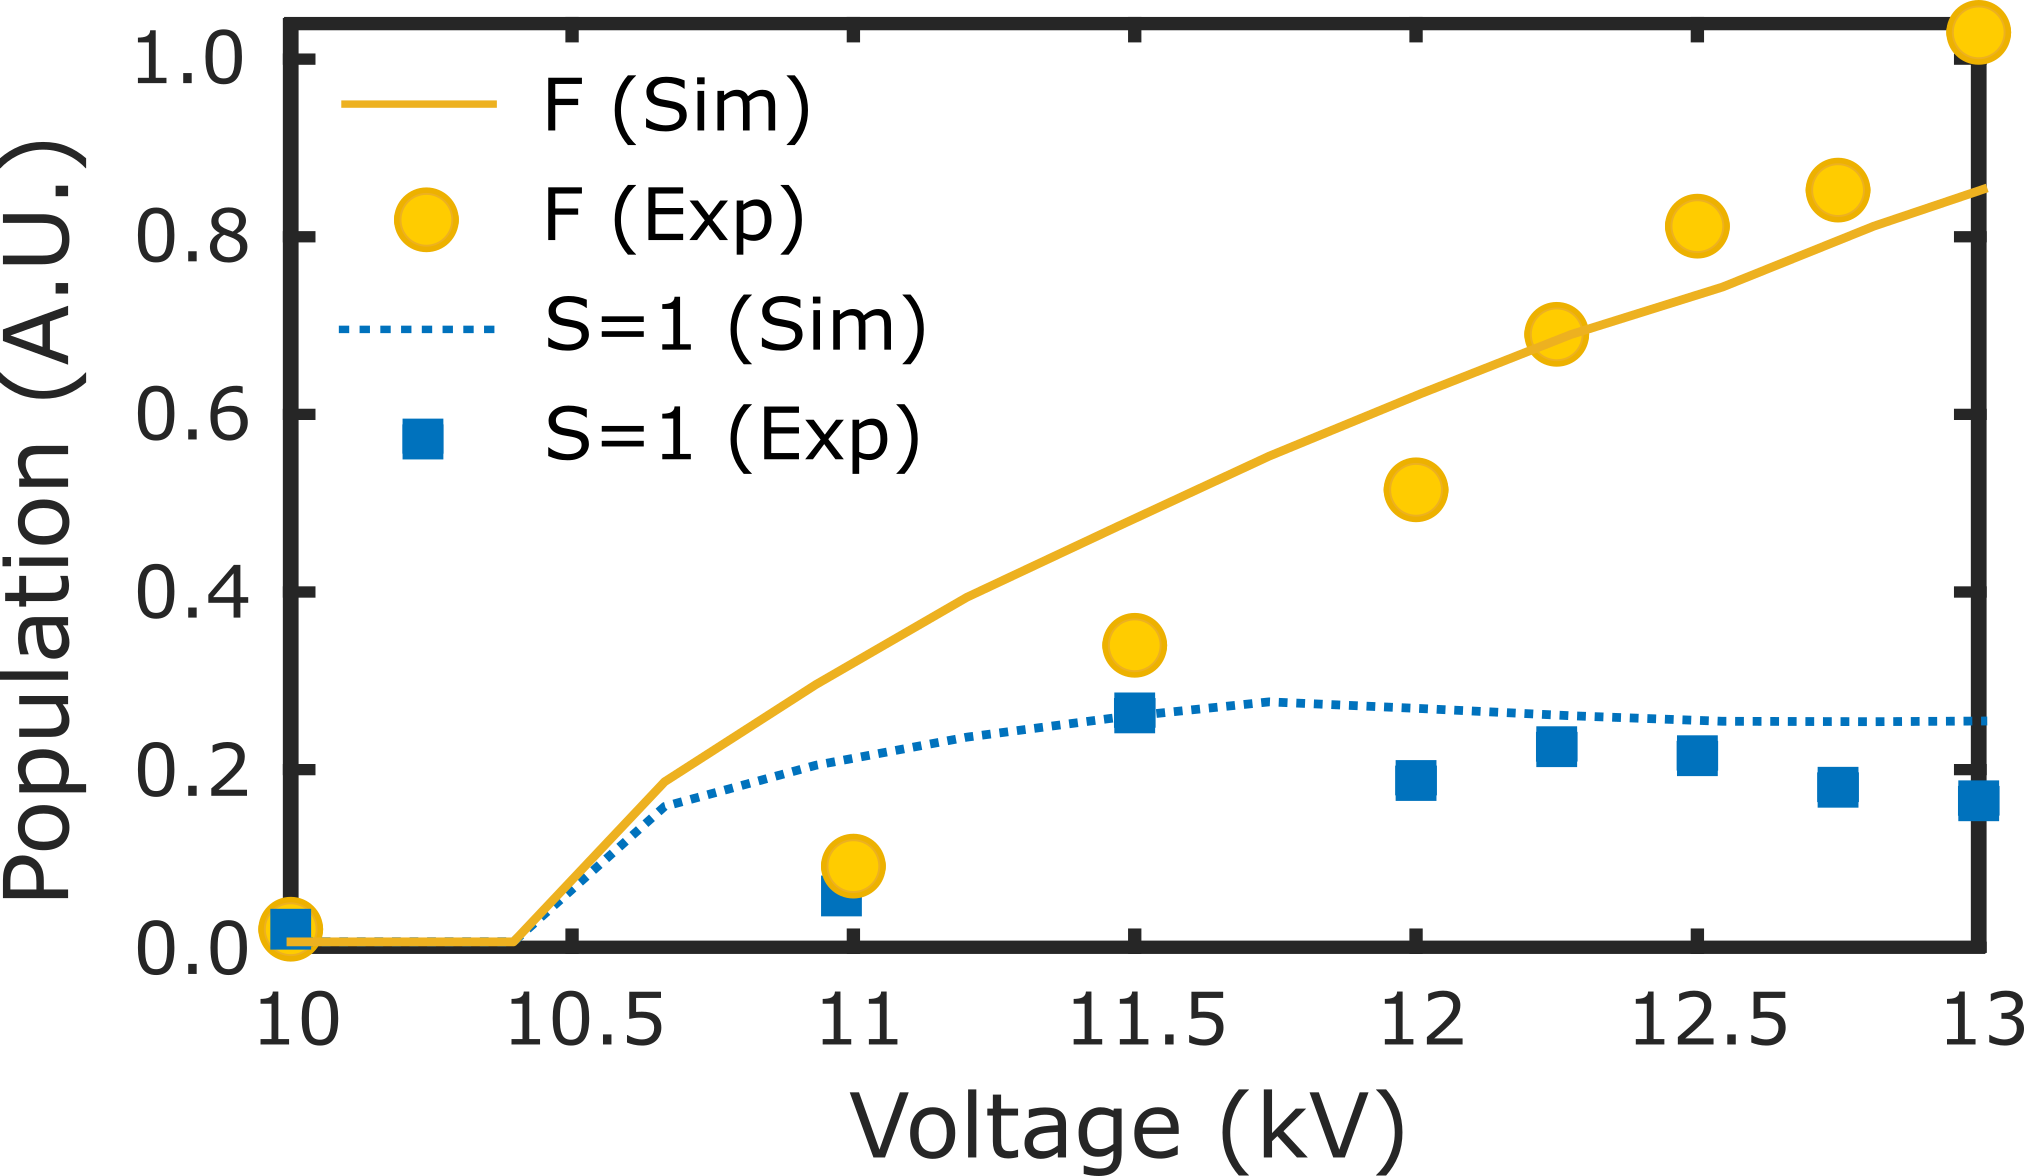 Population (A.U.)
1.0
0.8
0.6
0.4
0.2
0.0
F (Sim)
F (Exp)
S=1 (Sim)
S=1 (Exp)
10 10.5 11 11.5 12 12.5 13
Voltage (kV)